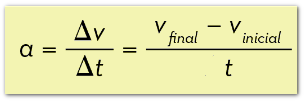 α = Δv / Δt = (v_final − v_inicial) / t